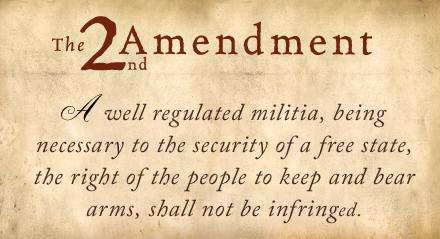 The 2nd Amendment
A well regulated militia, being
necessary to the security of a free state,
the right of the people to keep and bear
arms, shall not be infringed.